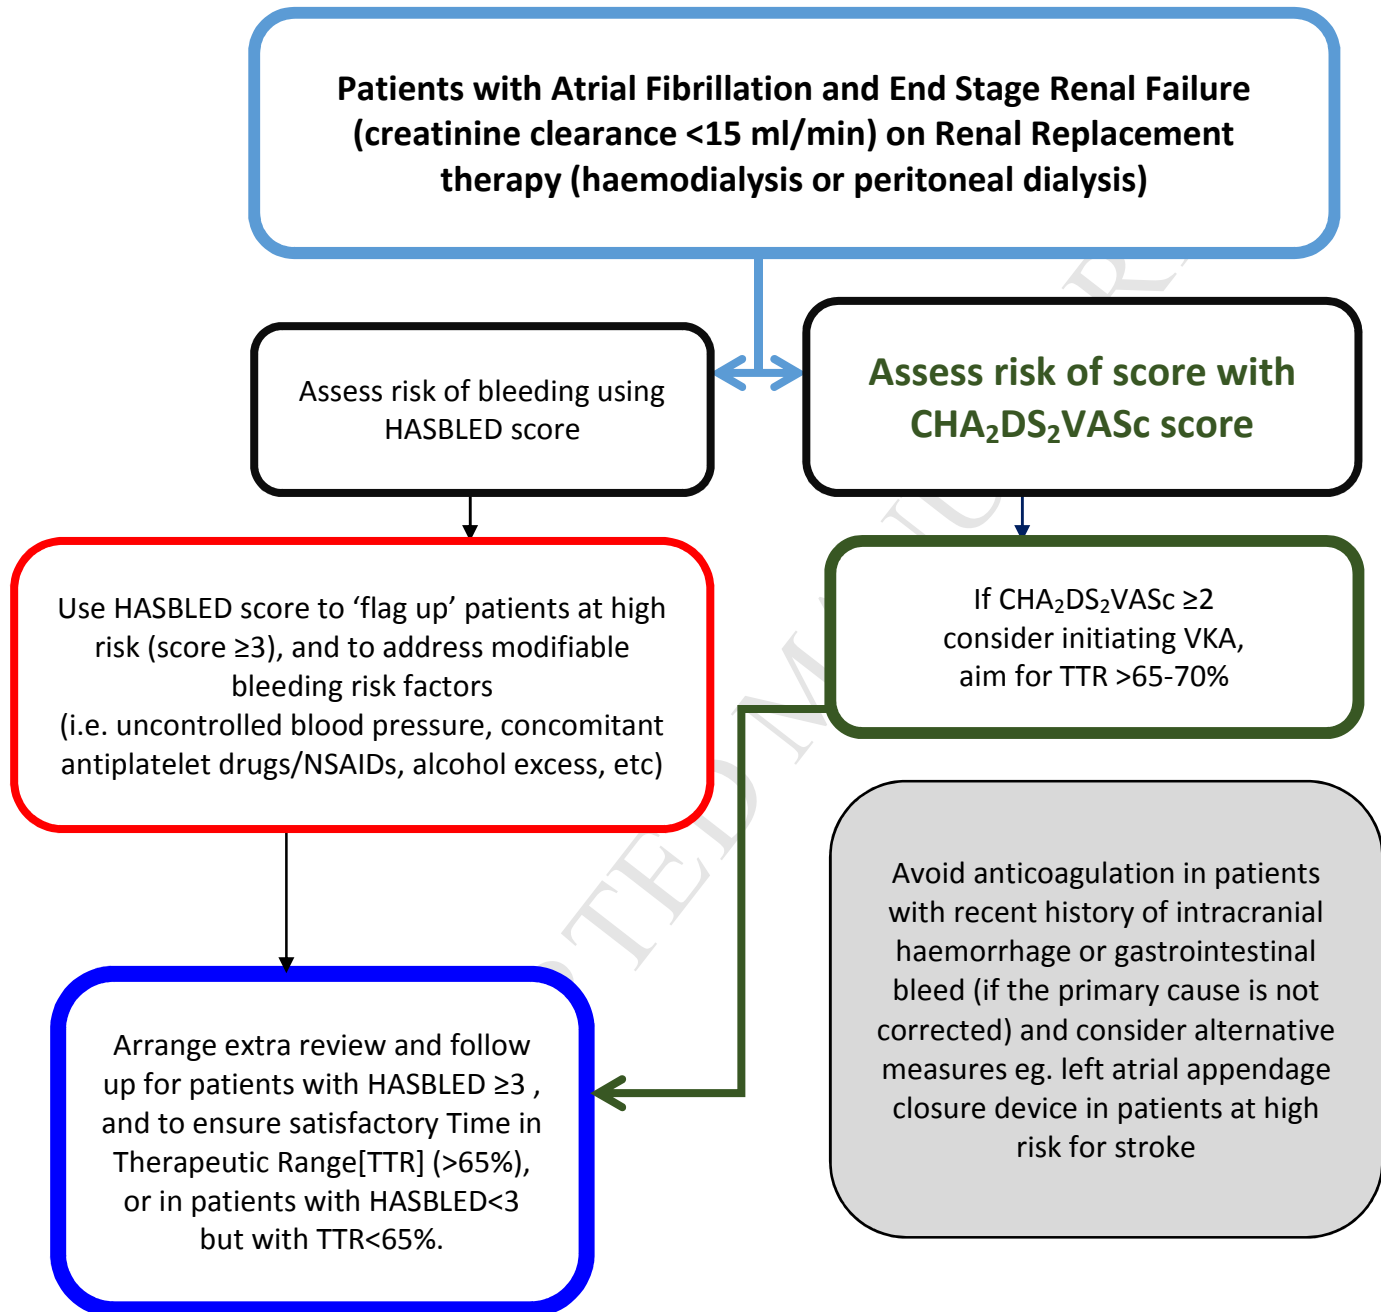 Patients with Atrial Fibrillation and End Stage Renal Failure
(creatinine clearance <15 ml/min) on Renal Replacement
therapy (haemodialysis or peritoneal dialysis)
Assess risk of bleeding using
HASBLED score
Assess risk of score with
CHA₂DS₂VASc score
Use HASBLED score to ‘flag up’ patients at high
risk (score ≥3), and to address modifiable
bleeding risk factors
(i.e. uncontrolled blood pressure, concomitant
antiplatelet drugs/NSAIDs, alcohol excess, etc)
If CHA₂DS₂VASc ≥2
consider initiating VKA,
aim for TTR >65-70%
Avoid anticoagulation in patients
with recent history of intracranial
haemorrhage or gastrointestinal
bleed (if the primary cause is not
corrected) and consider alternative
measures eg. left atrial appendage
closure device in patients at high
risk for stroke
Arrange extra review and follow
up for patients with HASBLED ≥3 ,
and to ensure satisfactory Time in
Therapeutic Range[TTR] (>65%),
or in patients with HASBLED<3
but with TTR<65%.